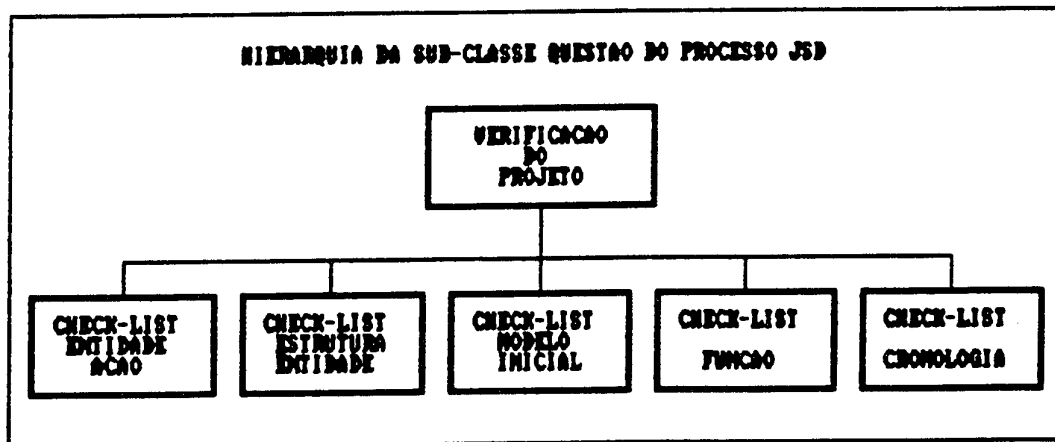 HIERARQUIA DA SUB-CLASSE QUESTAO DO PROCESSO JSD
VERIFICACAO
DO
PROJETO
CHECK-LIST
ENTIDADE
ACAO
CHECK-LIST
ESTRUTURA
ENTIDADE
CHECK-LIST
MODELO
INICIAL
CHECK-LIST
FUNCAO
CHECK-LIST
CRONOLOGIA